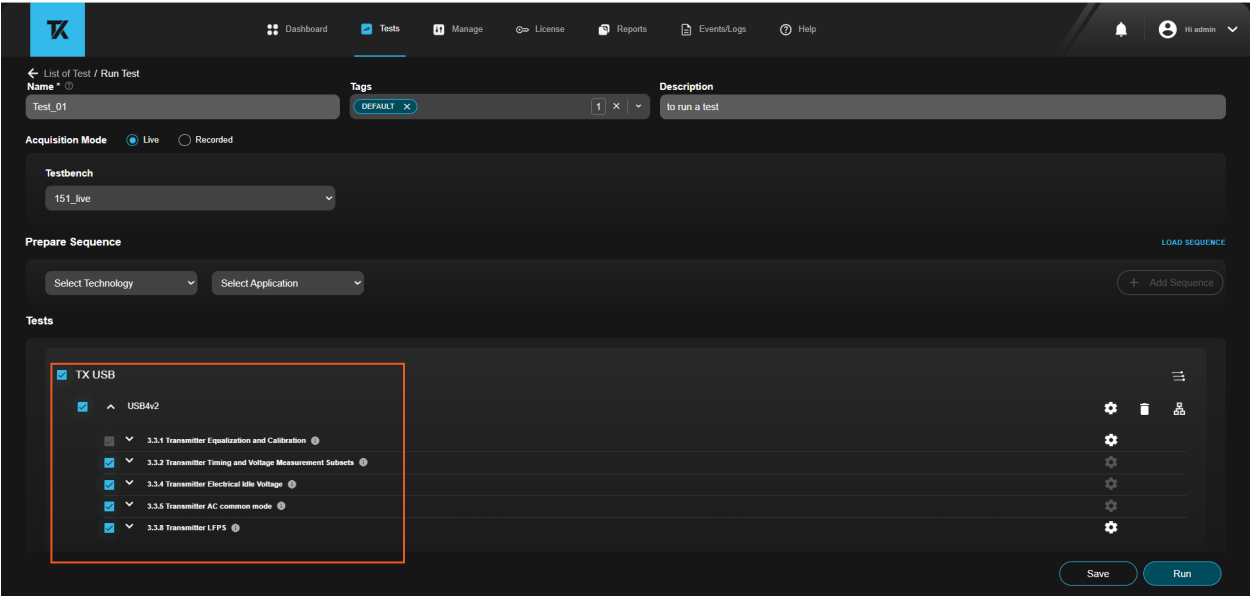 TK
Dashboard
Tests
Manage
License
Reports
Events/Logs
Help
Hi admin
List of Test / Run Test
Name *
Tags
Description
Test_01
DEFAULT
1
to run a test
Acquisition Mode
Live
Recorded
Testbench
151_live
Prepare Sequence
LOAD SEQUENCE
Select Technology
Select Application
+ Add Sequence
Tests
TX USB
USB4v2
3.3.1 Transmitter Equalization and Calibration
3.3.2 Transmitter Timing and Voltage Measurement Subsets
3.3.4 Transmitter Electrical Idle Voltage
3.3.5 Transmitter AC common mode
3.3.8 Transmitter LFPS
Save
Run